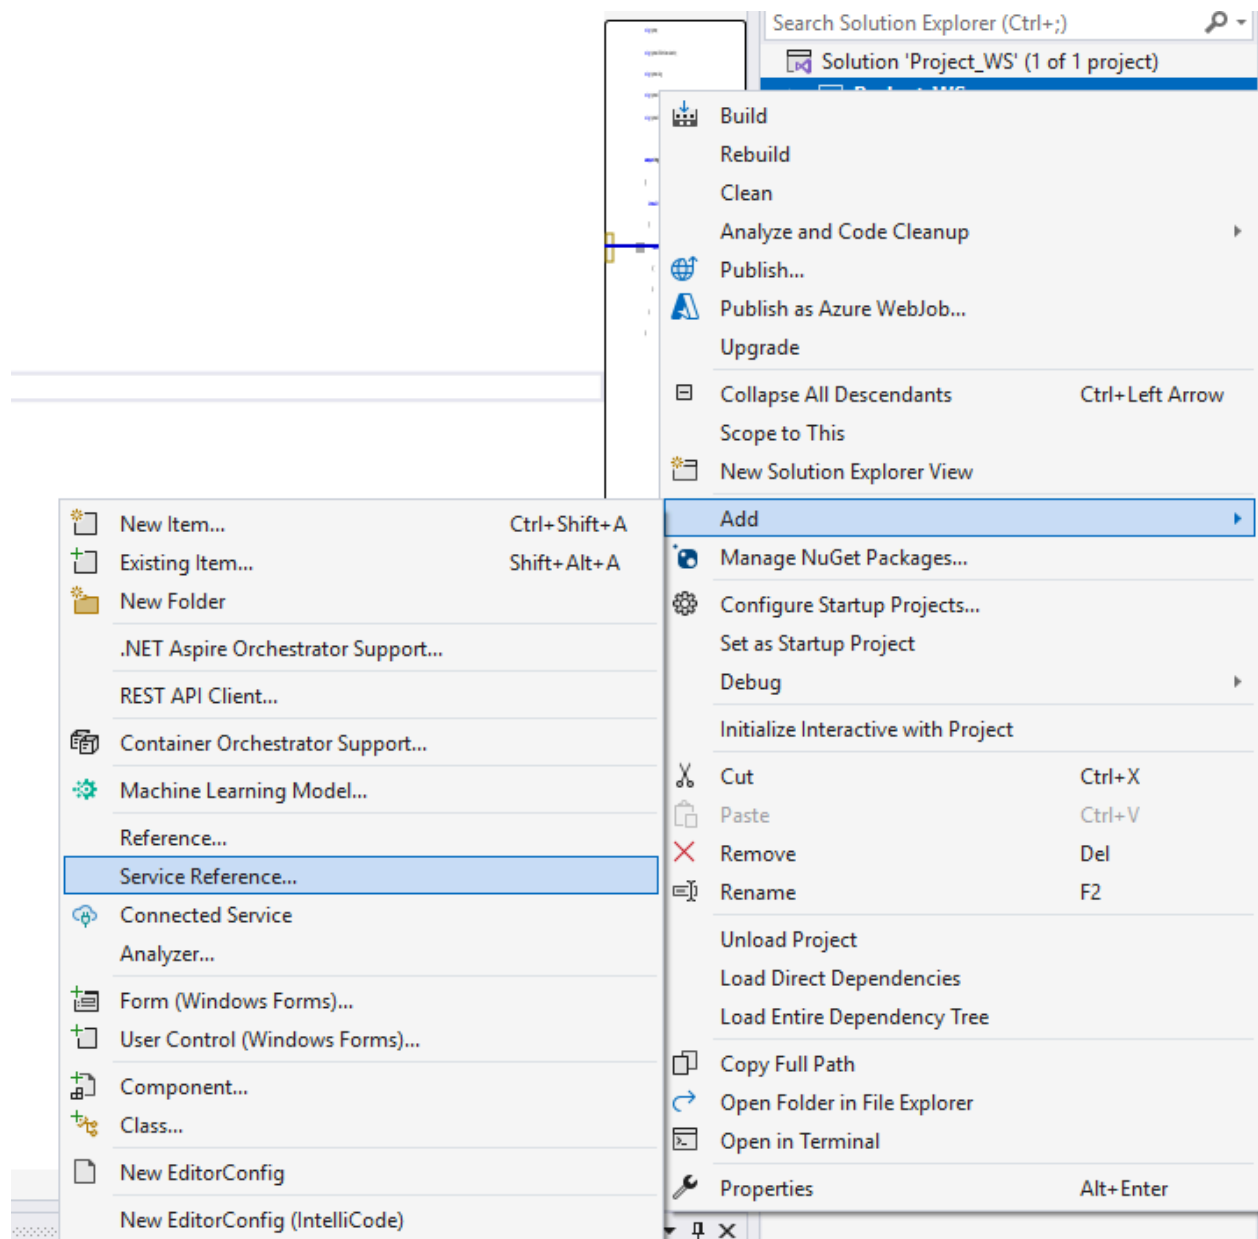 Search Solution Explorer (Ctrl+;)
Solution 'Project_WS' (1 of 1 project)
Build
Rebuild
Clean
Analyze and Code Cleanup
Publish...
Publish as Azure WebJob...
Upgrade
Collapse All Descendants Ctrl+Left Arrow
Scope to This
New Solution Explorer View
Add
Manage NuGet Packages...
Configure Startup Projects...
Set as Startup Project
Debug
Initialize Interactive with Project
Cut Ctrl+X
Paste Ctrl+V
Remove Del
Rename F2
Unload Project
Load Direct Dependencies
Load Entire Dependency Tree
Copy Full Path
Open Folder in File Explorer
Open in Terminal
Properties Alt+Enter
New Item... Ctrl+Shift+A
Existing Item... Shift+Alt+A
New Folder
.NET Aspire Orchestrator Support...
REST API Client...
Container Orchestrator Support...
Machine Learning Model...
Reference...
Service Reference...
Connected Service
Analyzer...
Form (Windows Forms)...
User Control (Windows Forms)...
Component...
Class...
New EditorConfig
New EditorConfig (IntelliCode)